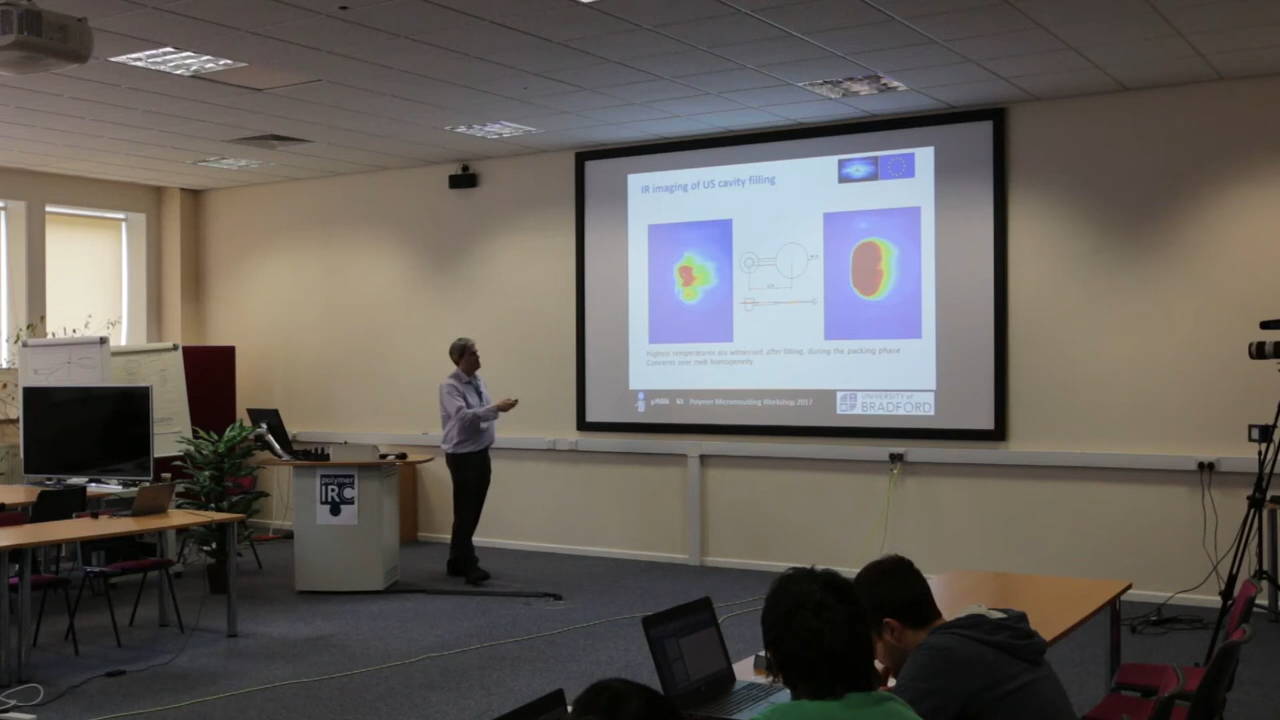 IR imaging of US cavity filling
Highest temperatures are witnessed after filling, during the packing phase
Concerns over melt homogeneity
63 Polymer Micromoulding Workshop 2017
UNIVERSITY of
BRADFORD
polymer
IRC